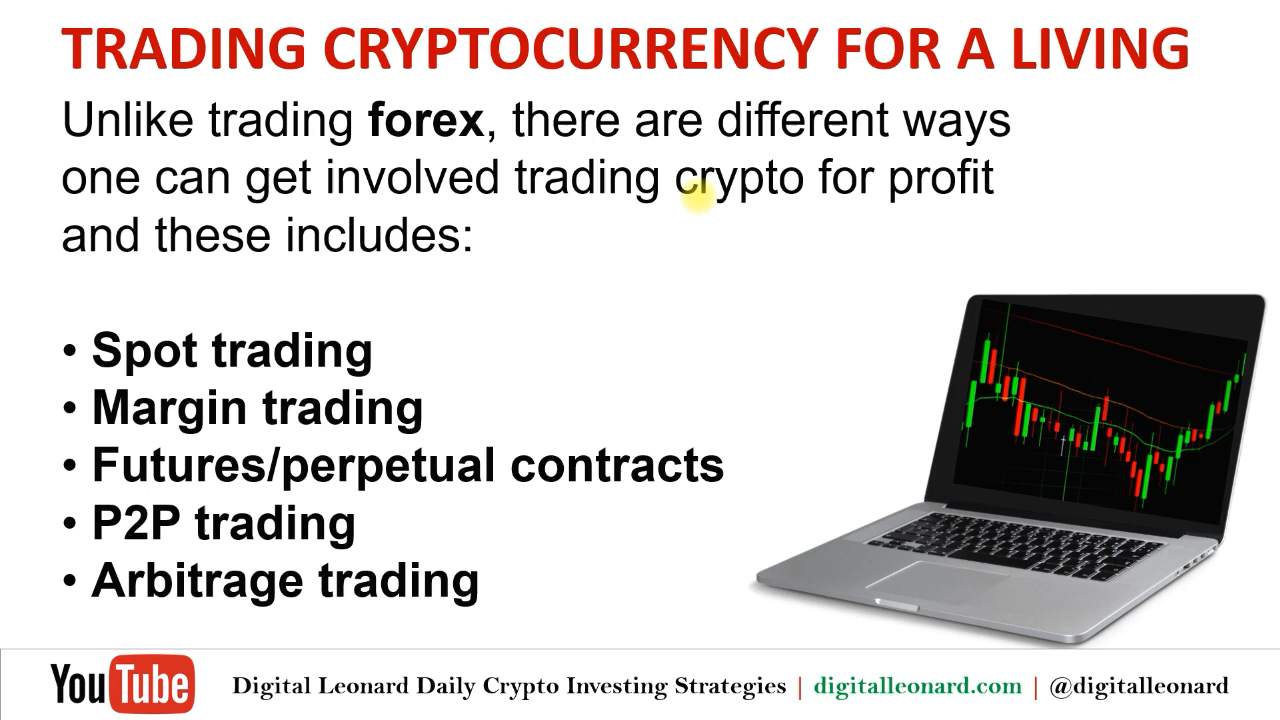 TRADING CRYPTOCURRENCY FOR A LIVING
Unlike trading forex, there are different ways
one can get involved trading crypto for profit
and these includes:
• Spot trading
• Margin trading
• Futures/perpetual contracts
• P2P trading
• Arbitrage trading
YouTube Digital Leonard Daily Crypto Investing Strategies | digitalleonard.com | @digitalleonard